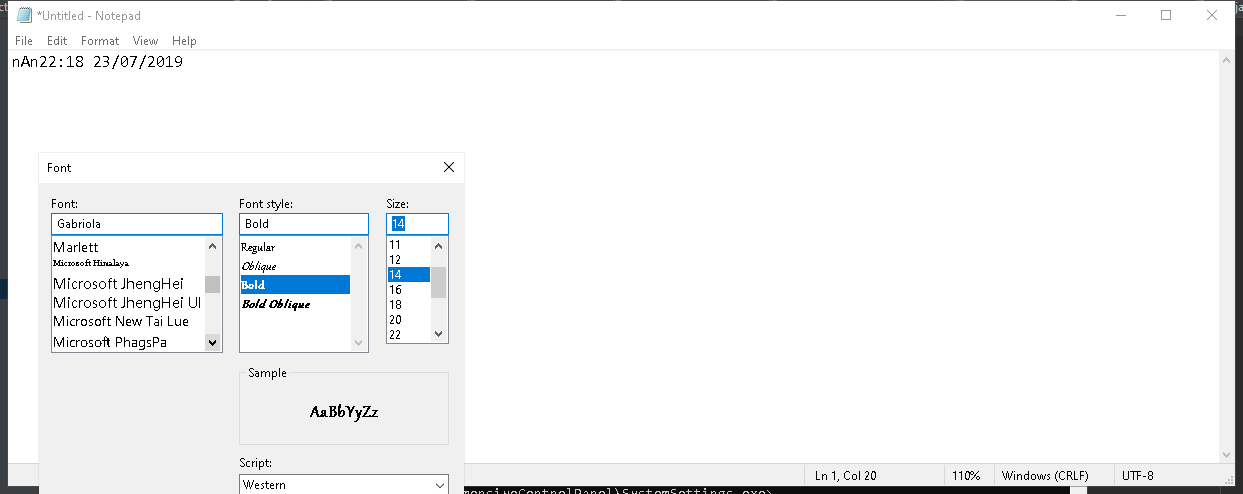 *Untitled - Notepad
File Edit Format View Help
nAn22:18 23/07/2019
Font
Font: Font style: Size:
Gabriola Bold 14
Marlett
Microsoft Himalaya
Microsoft JhengHei
Microsoft JhengHei UI
Microsoft New Tai Lue
Microsoft PhagsPa
Regular
Oblique
Bold
Bold Oblique
11
12
14
16
18
20
22
Sample
AaBbYyZz
Script:
Western
Ln 1, Col 20 110% Windows (CRLF) UTF-8